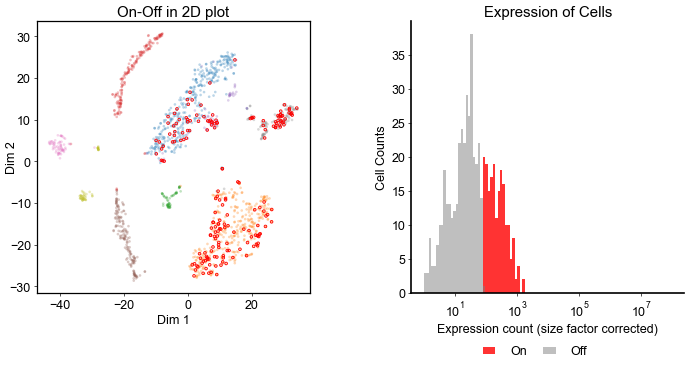 On-Off in 2D plot
30
20
10
0
−10
−20
−30
Dim 2
−40
−20
0
20
Dim 1
Expression of Cells
35
30
25
20
15
10
5
0
Cell Counts
10^1
10^3
10^5
10^7
Expression count (size factor corrected)
On
Off